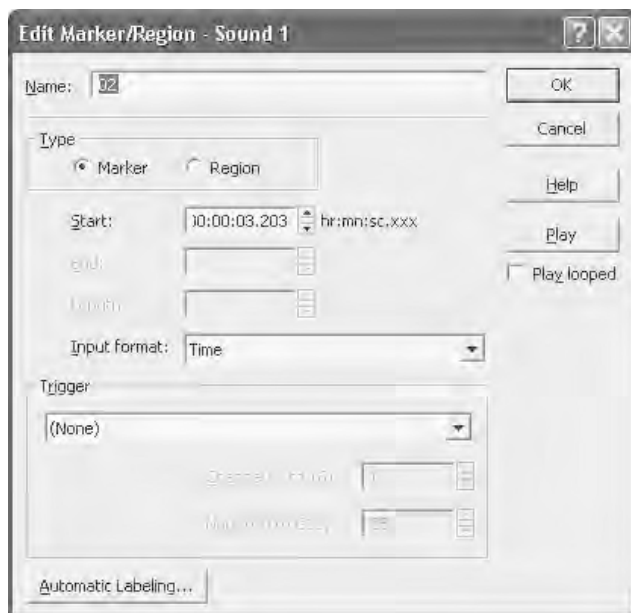 Edit Marker/Region - Sound 1
Name: 02
OK
Type
Marker Region
Cancel
Help
Start: 00:00:03.203 hr:mn:sc.xxx
Play
End:
Play looped
Length:
Input format: Time
Trigger
(None)
Automatic Labeling...